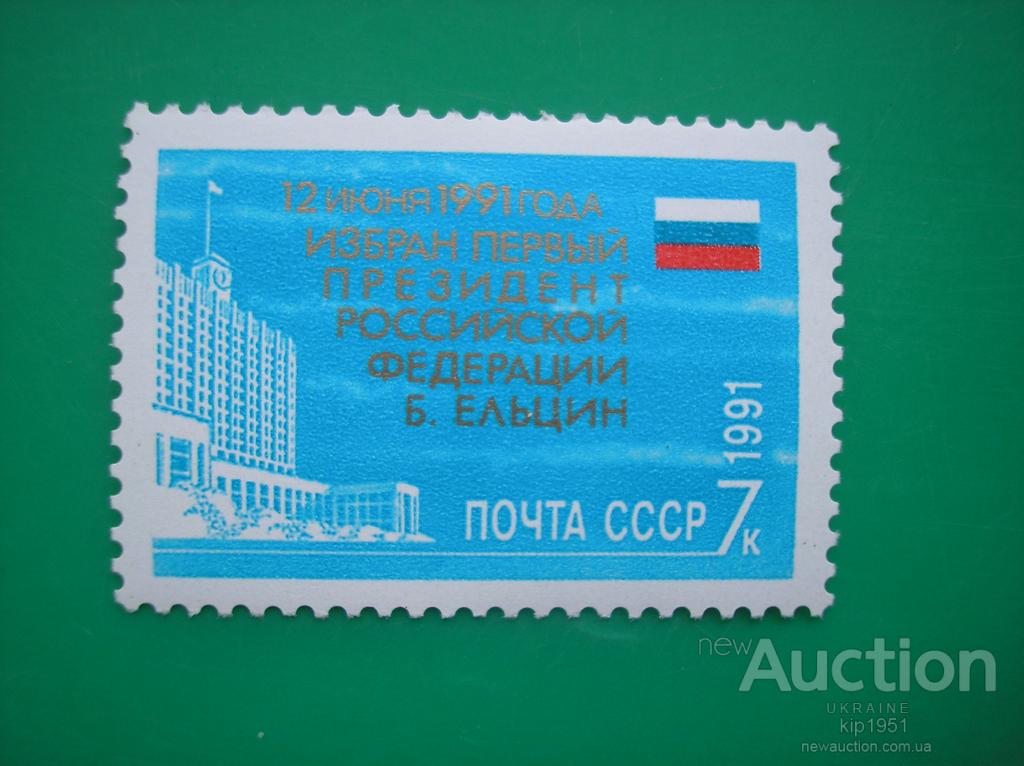 12 ИЮНЯ 1991 ГОДА
ИЗБРАН ПЕРВЫЙ
ПРЕЗИДЕНТ
РОССИЙСКОЙ
ФЕДЕРАЦИИ
Б. ЕЛЬЦИН
1991
ПОЧТА СССР 7К
new Auction
UKRAINE
kip1951
newauction.com.ua